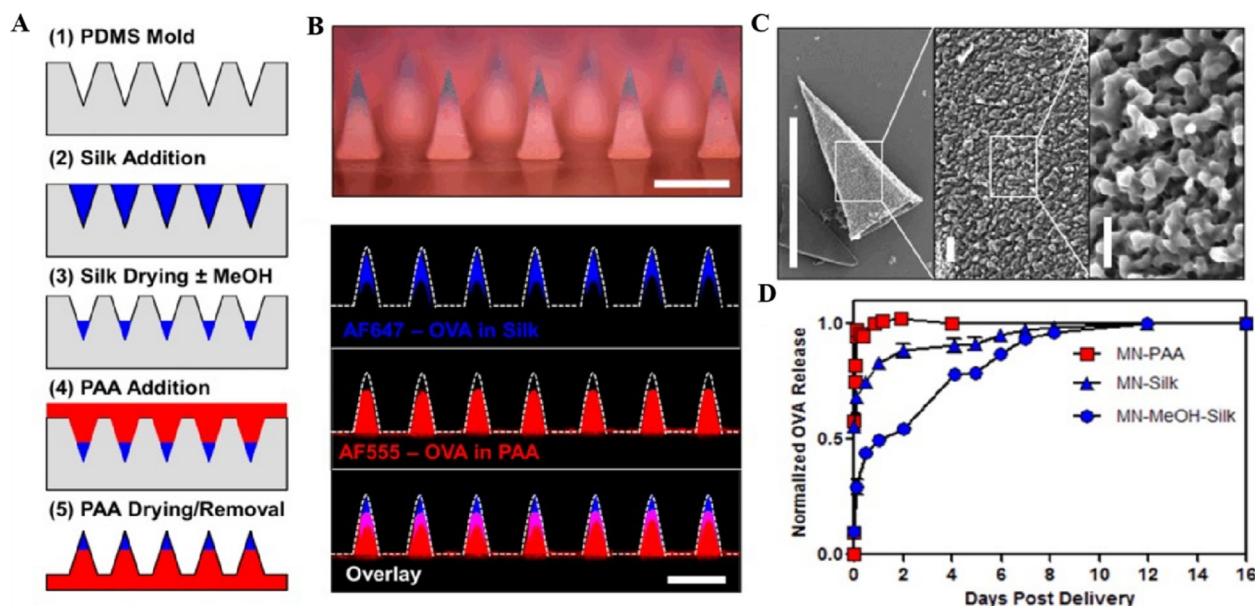 A
(1) PDMS Mold
(2) Silk Addition
(3) Silk Drying ± MeOH
(4) PAA Addition
(5) PAA Drying/Removal
B
AF647 – OVA in Silk
AF555 – OVA in PAA
Overlay
C
D
Normalized OVA Release
1.0
0.5
0.0
MN-PAA
MN-Silk
MN-MeOH-Silk
0 2 4 6 8 10 12 14 16
Days Post Delivery